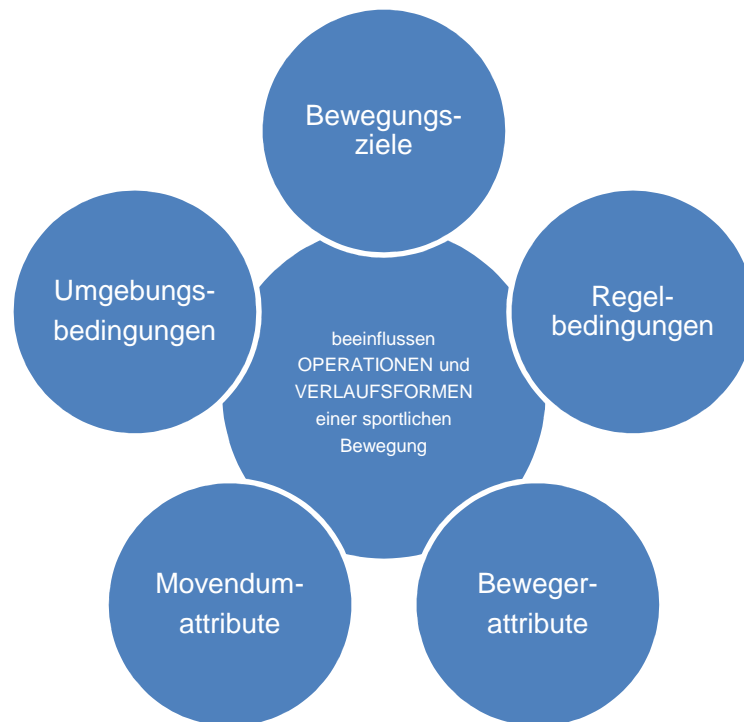 Bewegungs-
ziele
Umgebungs-
bedingungen
Regel-
bedingungen
beeinflussen
OPERATIONEN und
VERLAUFSFORMEN
einer sportlichen
Bewegung
Movendum-
attribute
Beweger-
attribute